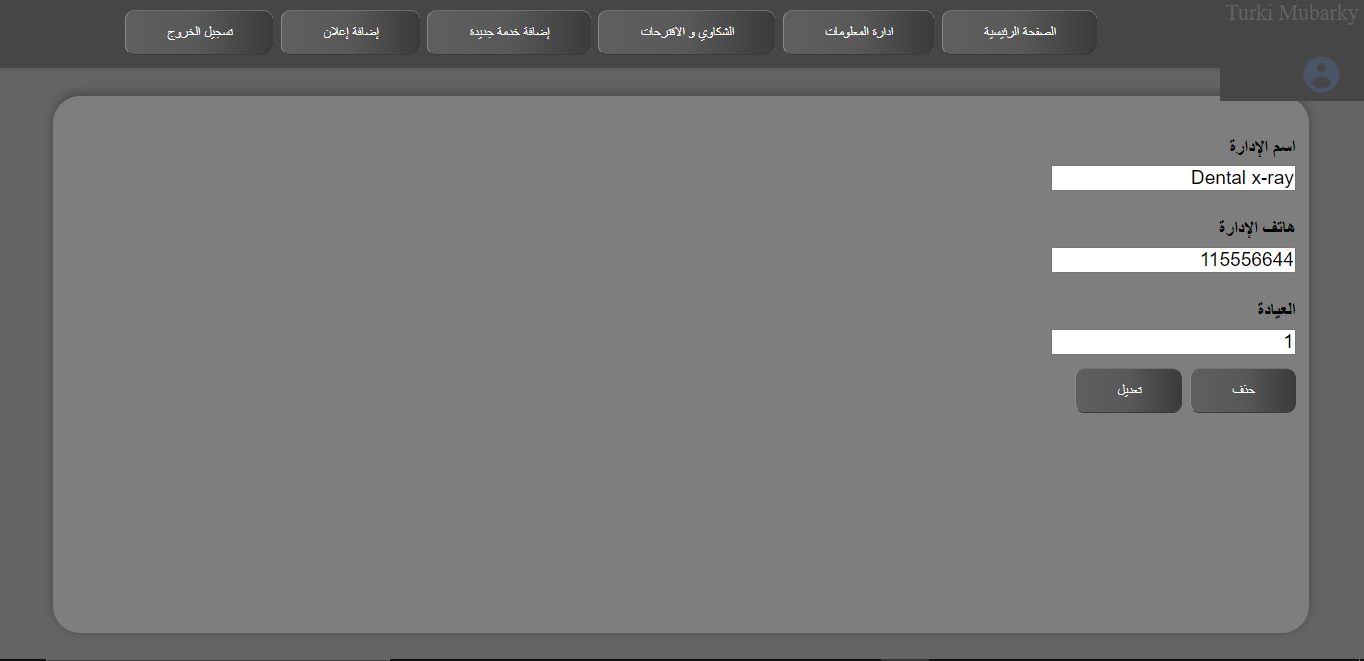 Turki Mubarky
الصفحة الرئيسية
ادارة المعلومات
الشكاوي و الاقترحات
إضافة خدمة جديدة
إضافة إعلان
تسجيل الخروج
اسم الإدارة
Dental x-ray
هاتف الإدارة
115556644
العيادة
1
حذف
تعديل